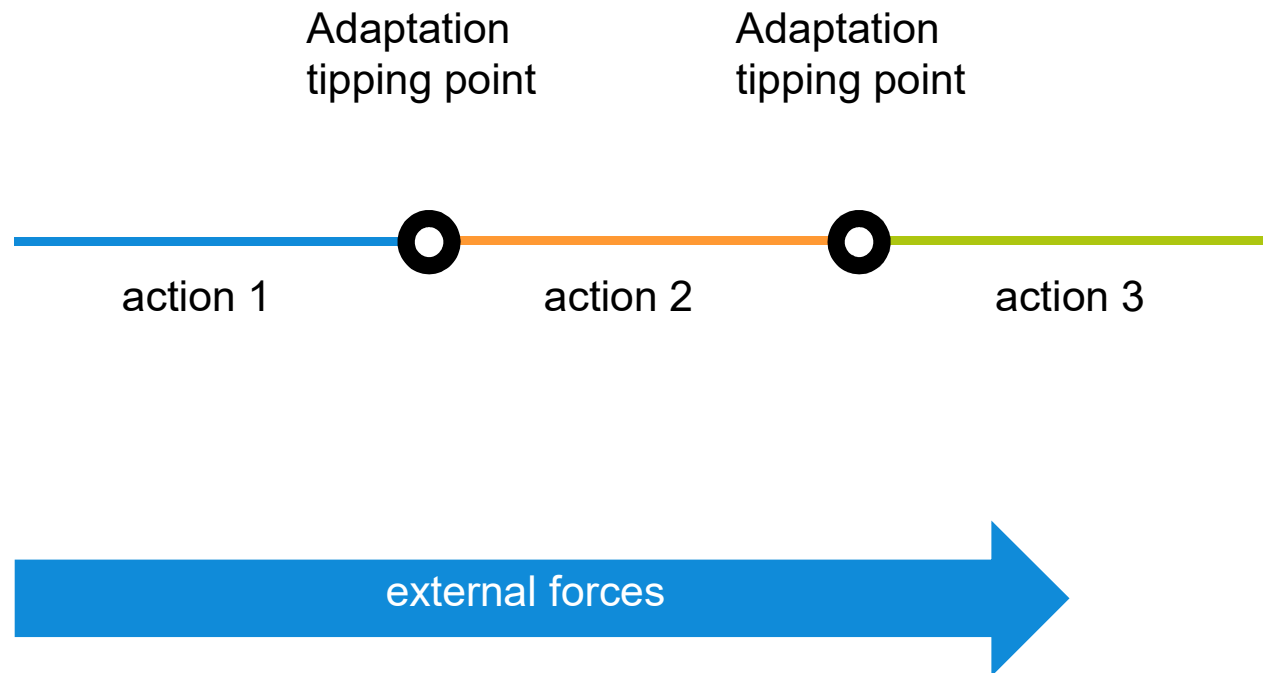 Adaptation
tipping point
Adaptation
tipping point
action 1
action 2
action 3
external forces